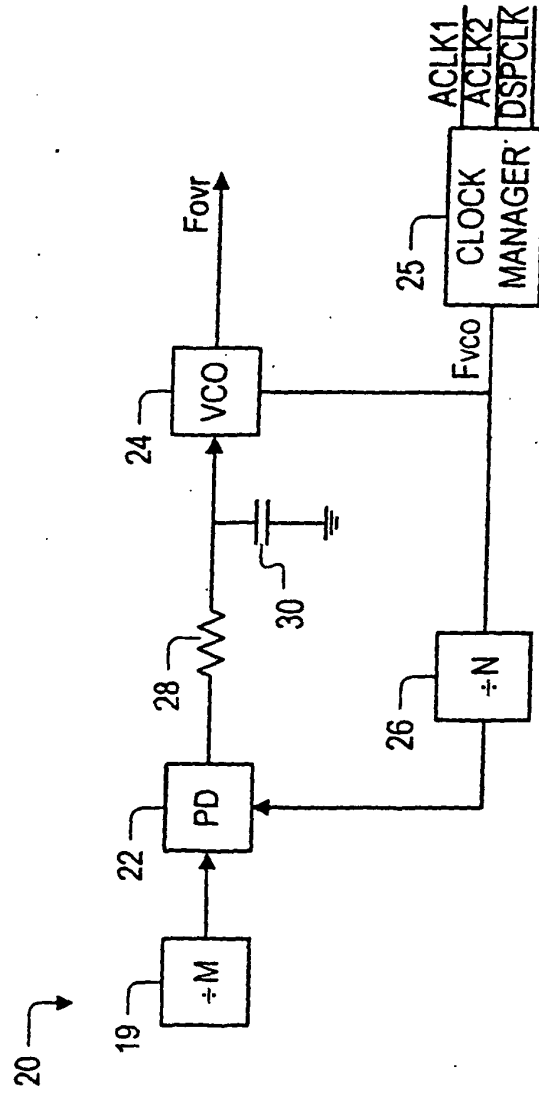 20
19
÷M
22
PD
28
30
24
VCO
Fovr
26
÷N
Fvco
25
CLOCK
MANAGER
ACLK1
ACLK2
DSPCLK